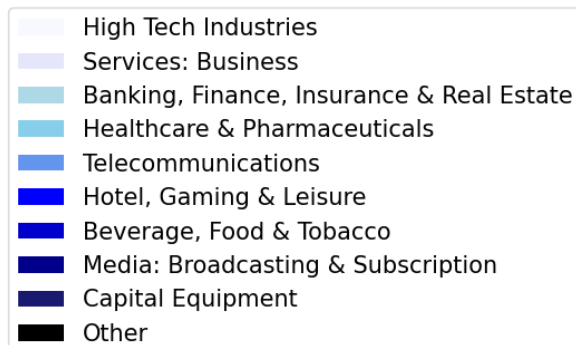 High Tech Industries
Services: Business
Banking, Finance, Insurance & Real Estate
Healthcare & Pharmaceuticals
Telecommunications
Hotel, Gaming & Leisure
Beverage, Food & Tobacco
Media: Broadcasting & Subscription
Capital Equipment
Other